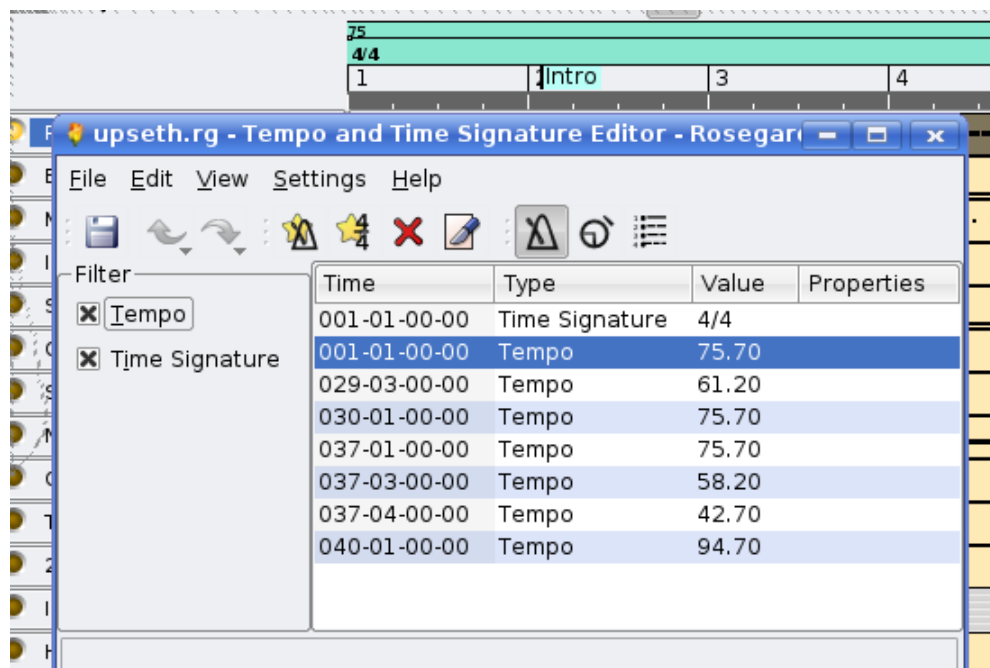 75
4/4
1 Intro 3 4
upseth.rg - Tempo and Time Signature Editor -
File Edit View Settings Help
Filter
Tempo
Time Signature
Time Type Value Properties
001-01-00-00 Time Signature 4/4
001-01-00-00 Tempo 75.70
029-03-00-00 Tempo 61.20
030-01-00-00 Tempo 75.70
037-01-00-00 Tempo 75.70
037-03-00-00 Tempo 58.20
037-04-00-00 Tempo 42.70
040-01-00-00 Tempo 94.70